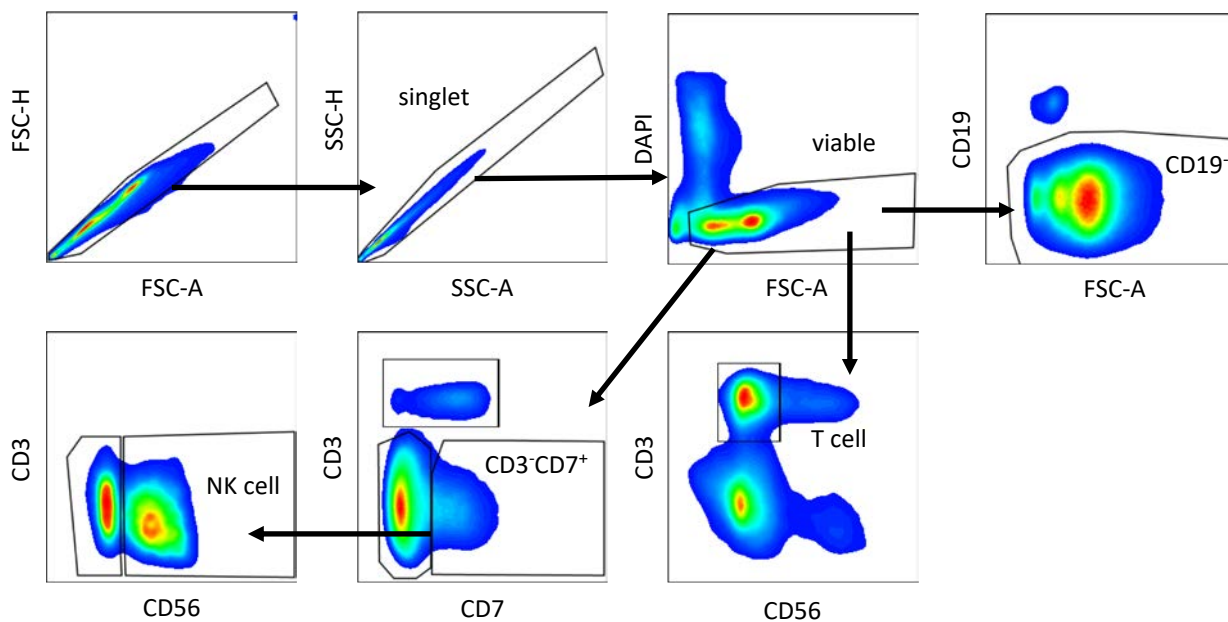 FSC-H
FSC-A
SSC-H
singlet
SSC-A
DAPI
viable
FSC-A
CD19
CD19-
FSC-A
CD3
NK cell
CD56
CD3
CD3-CD7+
CD7
CD3
T cell
CD56